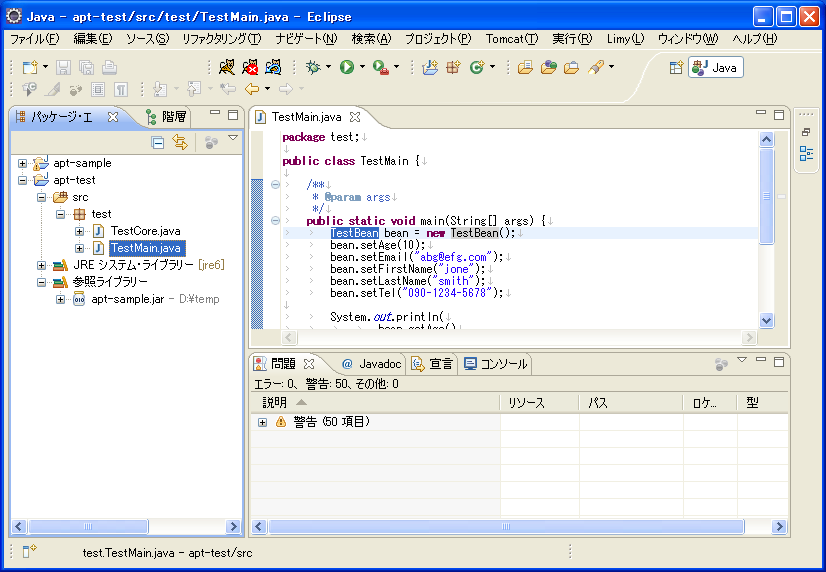 Java - apt-test/src/test/TestMain.java - Eclipse
ファイル(F) 編集(E) ソース(S) リファクタリング(T) ナビゲート(N) 検索(A) プロジェクト(P) Tomcat(T) 実行(R) Limy(L) ウィンドウ(W) ヘルプ(H)
Java
パッケージ・エ 階層
apt-sample
apt-test
src
test
TestCore.java
TestMain.java
JRE システム・ライブラリー [jre6]
参照ライブラリー
apt-sample.jar - D:¥temp
TestMain.java
package test;
public class TestMain {
/**
* @param args
*/
public static void main(String[] args) {
TestBean bean = new TestBean();
bean.setAge(10);
bean.setEmail("abg@efg.com");
bean.setFirstName("jone");
bean.setLastName("smith");
bean.setTel("090-1234-5678");
System.out.println(
bean.getAge()
問題 @ Javadoc 宣言 コンソール
エラー: 0、警告: 50、その他: 0
説明 リソース パス ロケ... 型
警告 (50 項目)
test.TestMain.java - apt-test/src